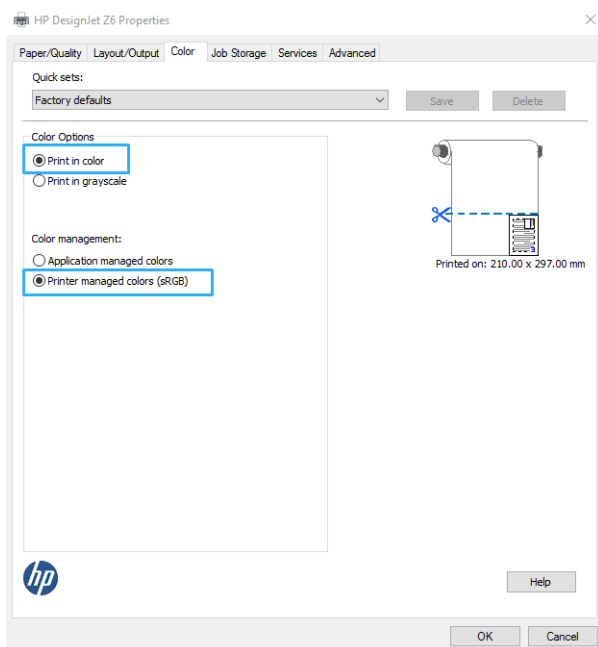 HP DesignJet Z6 Properties
Paper/Quality Layout/Output Color Job Storage Services Advanced
Quick sets:
Factory defaults
Save Delete
Color Options
Print in color
Print in grayscale
Color management:
Application managed colors
Printer managed colors (sRGB)
Printed on: 210.00 x 297.00 mm
hp
Help
OK Cancel